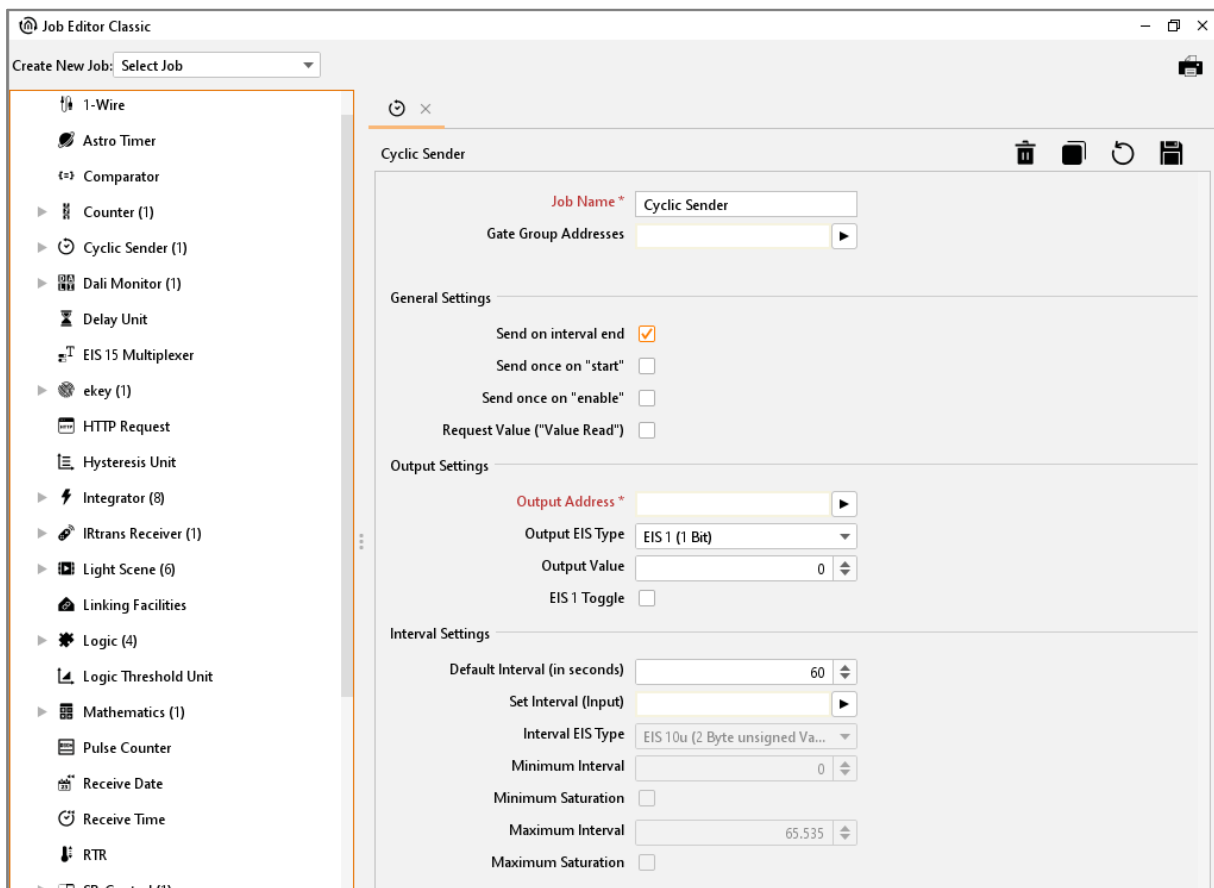 Job Editor Classic
Create New Job: Select Job
1-Wire
Astro Timer
Comparator
Counter (1)
Cyclic Sender (1)
Dali Monitor (1)
Delay Unit
EIS 15 Multiplexer
ekey (1)
HTTP Request
Hysteresis Unit
Integrator (8)
IRtrans Receiver (1)
Light Scene (6)
Linking Facilities
Logic (4)
Logic Threshold Unit
Mathematics (1)
Pulse Counter
Receive Date
Receive Time
RTR
Cyclic Sender
Job Name * Cyclic Sender
Gate Group Addresses
General Settings
Send on interval end
Send once on "start"
Send once on "enable"
Request Value ("Value Read")
Output Settings
Output Address *
Output EIS Type EIS 1 (1 Bit)
Output Value 0
EIS 1 Toggle
Interval Settings
Default Interval (in seconds) 60
Set Interval (Input)
Interval EIS Type EIS 10u (2 Byte unsigned Va...
Minimum Interval 0
Minimum Saturation
Maximum Interval 65.535
Maximum Saturation